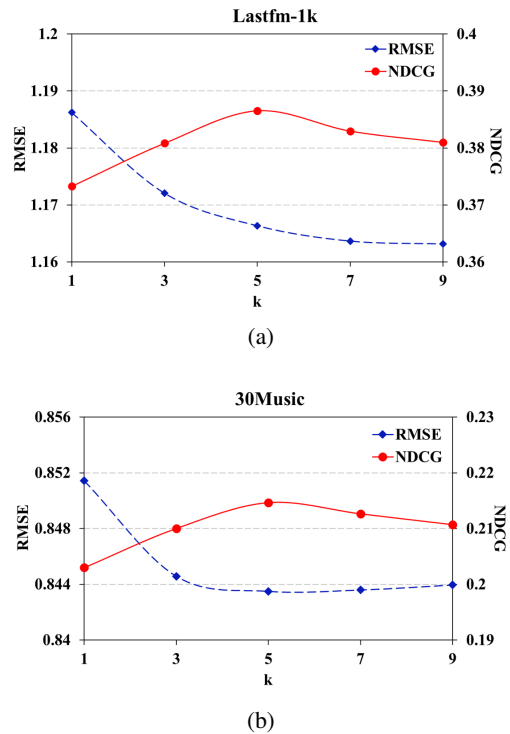 Lastfm-1k
1.2
0.4
RMSE
NDCG
1.19
0.39
RMSE
1.18
0.38
NDCG
1.17
0.37
1.16
0.36
1 3 5 7 9
k
(a)
30Music
0.856
0.23
RMSE
NDCG
0.852
0.22
RMSE
0.848
0.21
NDCG
0.844
0.2
0.84
0.19
1 3 5 7 9
k
(b)